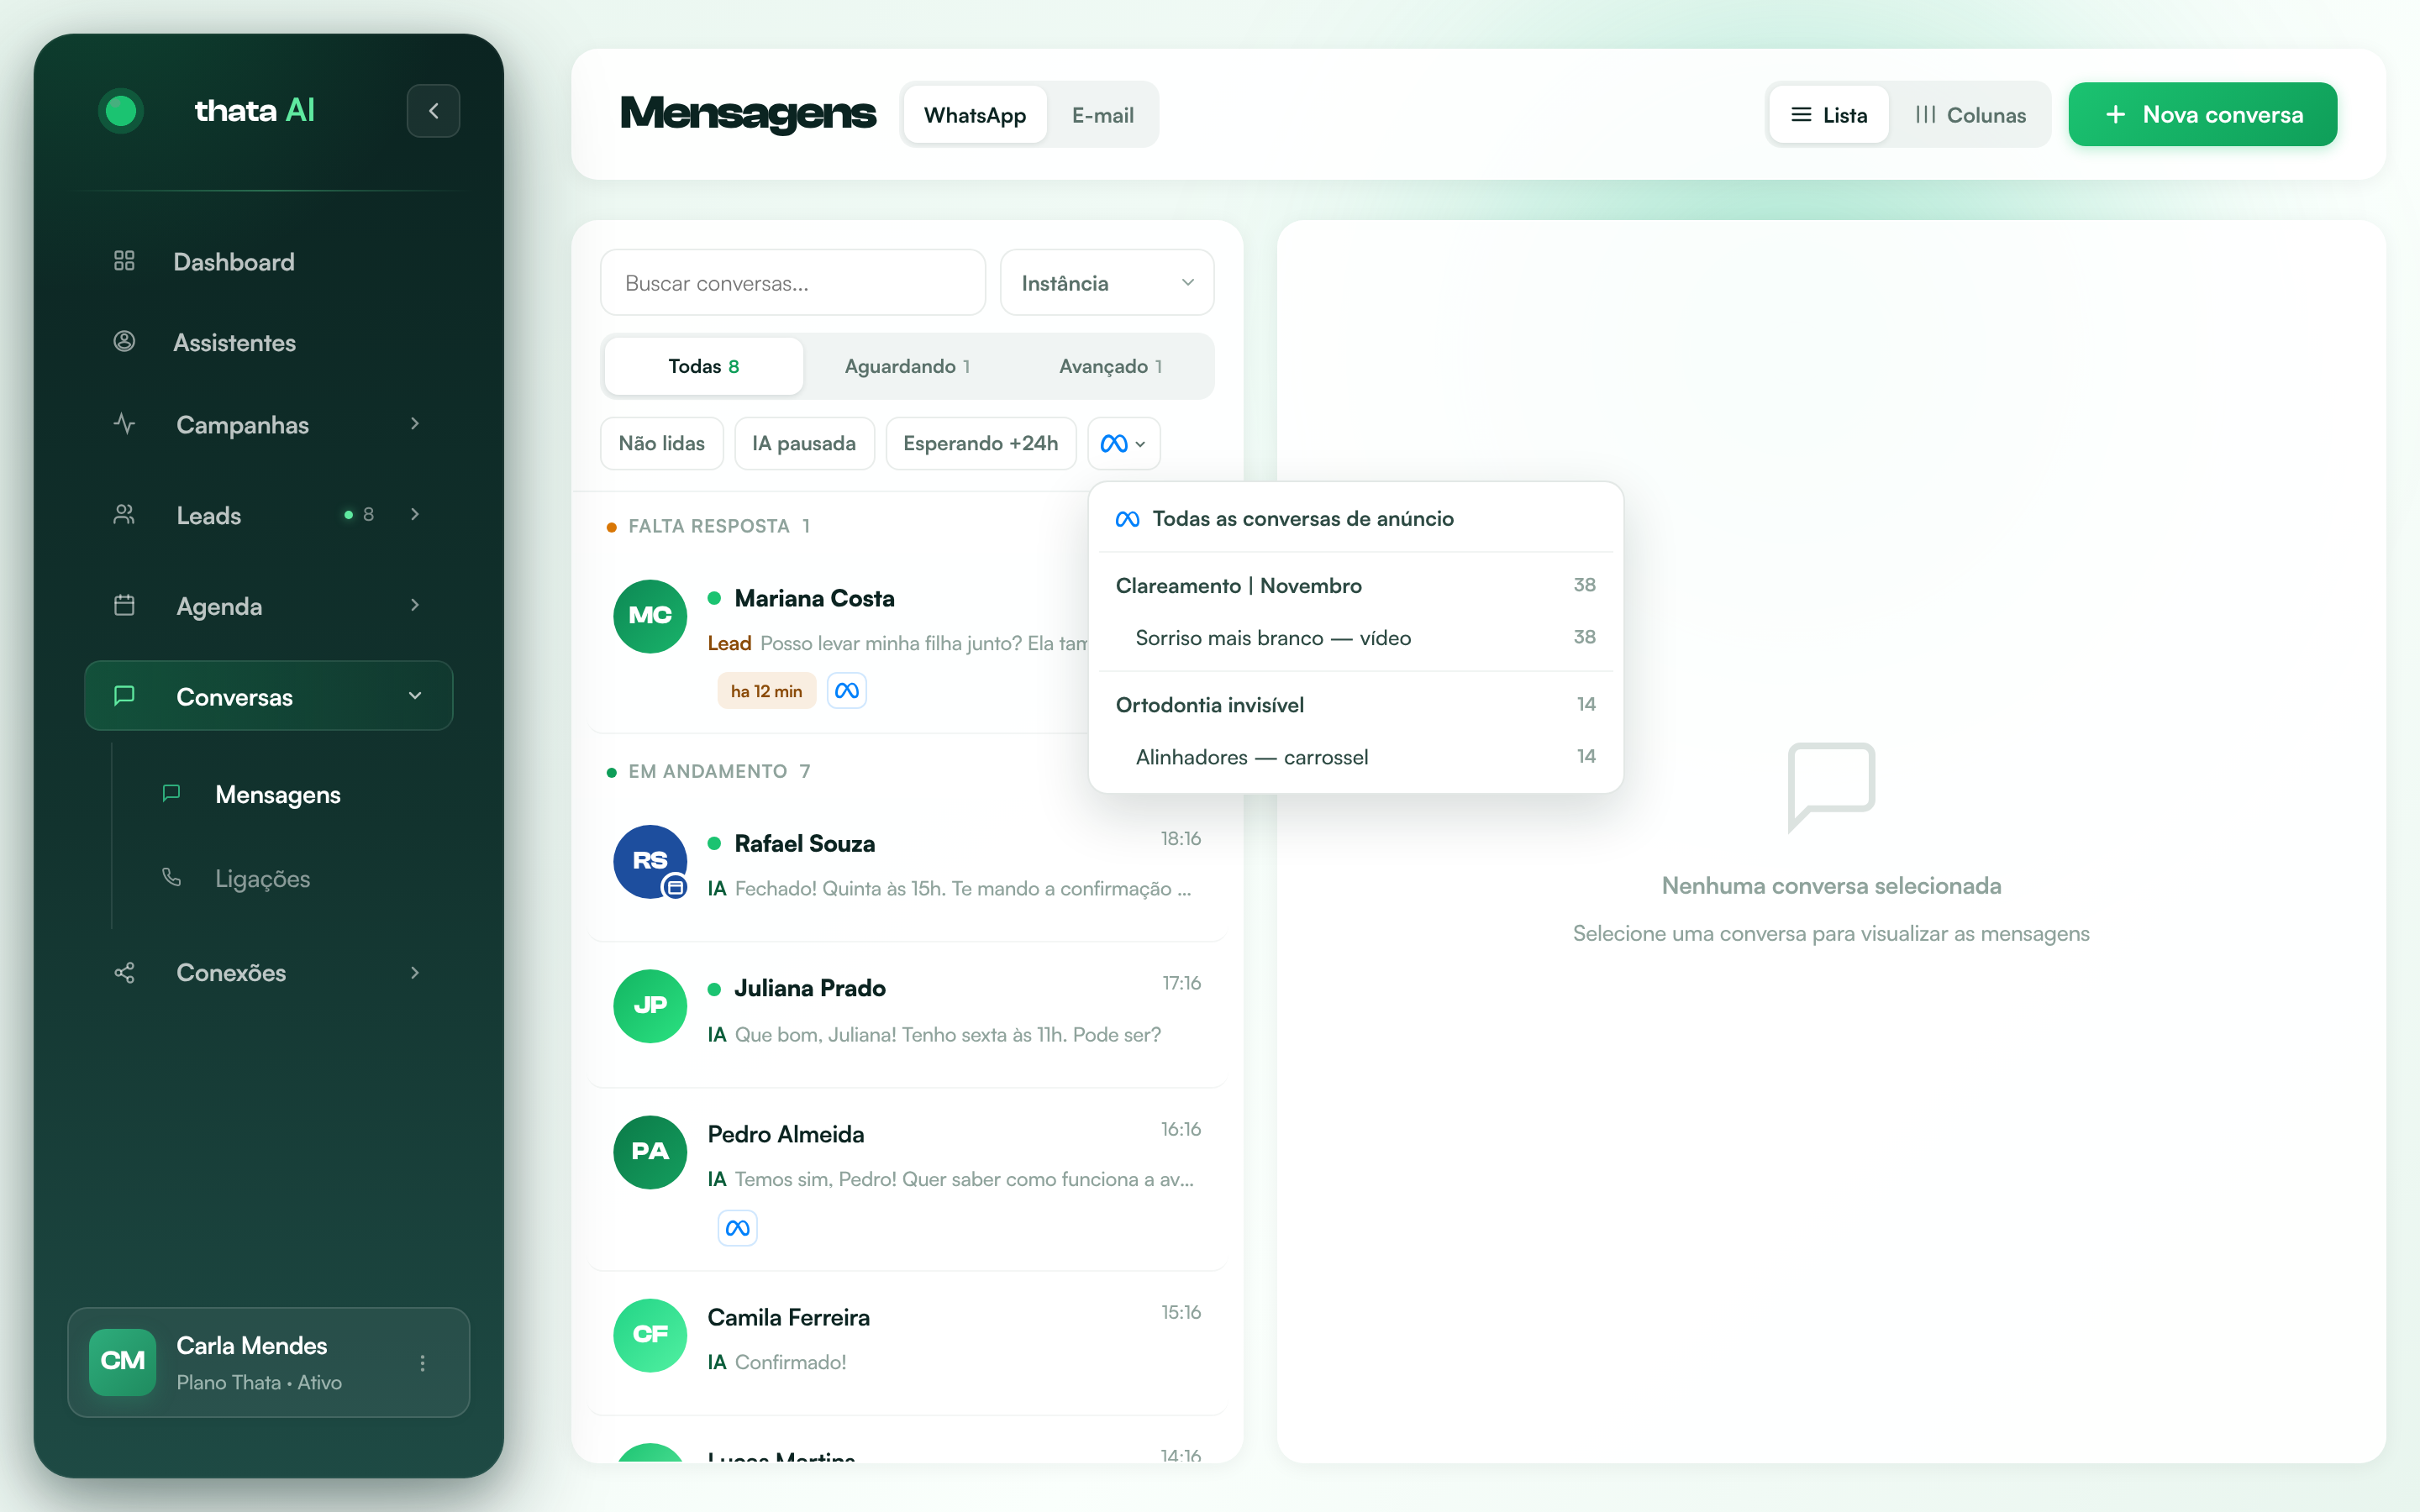 thata AI
Dashboard
Assistentes
Campanhas
Leads 8
Agenda
Conversas
Mensagens
Ligações
Conexões
CM
Carla Mendes
Plano Thata · Ativo
Mensagens
WhatsApp
E-mail
Lista
Colunas
Nova conversa
Buscar conversas...
Instância
Todas 8
Aguardando 1
Avançado 1
Não lidas
IA pausada
Esperando +24h
Todas as conversas de anúncio
Clareamento | Novembro 38
Sorriso mais branco — vídeo 38
Ortodontia invisível 14
Alinhadores — carrossel 14
FALTA RESPOSTA 1
MC
Mariana Costa
Lead Posso levar minha filha junto? Ela
ha 12 min
EM ANDAMENTO 7
RS
Rafael Souza 18:16
IA Fechado! Quinta às 15h. Te mando a confirmação ...
JP
Juliana Prado 17:16
IA Que bom, Juliana! Tenho sexta às 11h. Pode ser?
PA
Pedro Almeida 16:16
IA Temos sim, Pedro! Quer saber como funciona a av...
CF
Camila Ferreira 15:16
IA Confirmado!
Lucas Martins 14:16
Nenhuma conversa selecionada
Selecione uma conversa para visualizar as mensagens